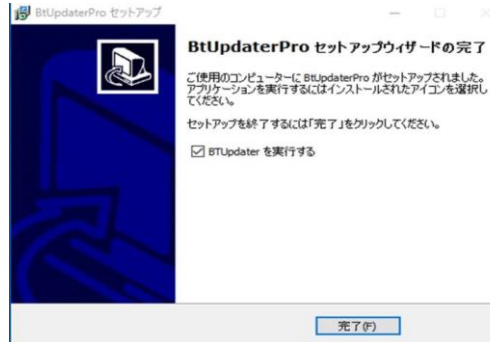 BtUpdaterPro セットアップ
BtUpdaterPro セットアップウィザードの完了
ご使用のコンピューターに BtUpdaterPro がセットアップされました。
アプリケーションを実行するにはインストールされたアイコンを選択し
てください。
セットアップを終了するには「完了」をクリックしてください。
BTUpdater を実行する
完了(F)